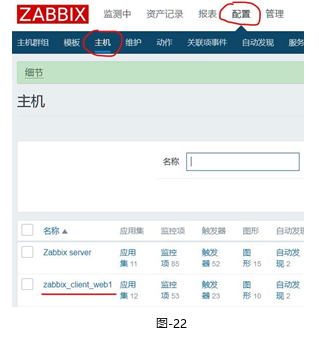 ZABBIX 监测中 资产记录 报表 配置 管理
主机群组 模板 主机 维护 动作 关联项事件 自动发现 服务
细节
主机
名称
名称 应用集 监控项 触发器 图形 自动发现
Zabbix server 应用集 11 监控项 85 触发器 52 图形 15 自动发现 2
zabbix_client_web1 应用集 12 监控项 53 触发器 23 图形 10 自动发现 2
图-22